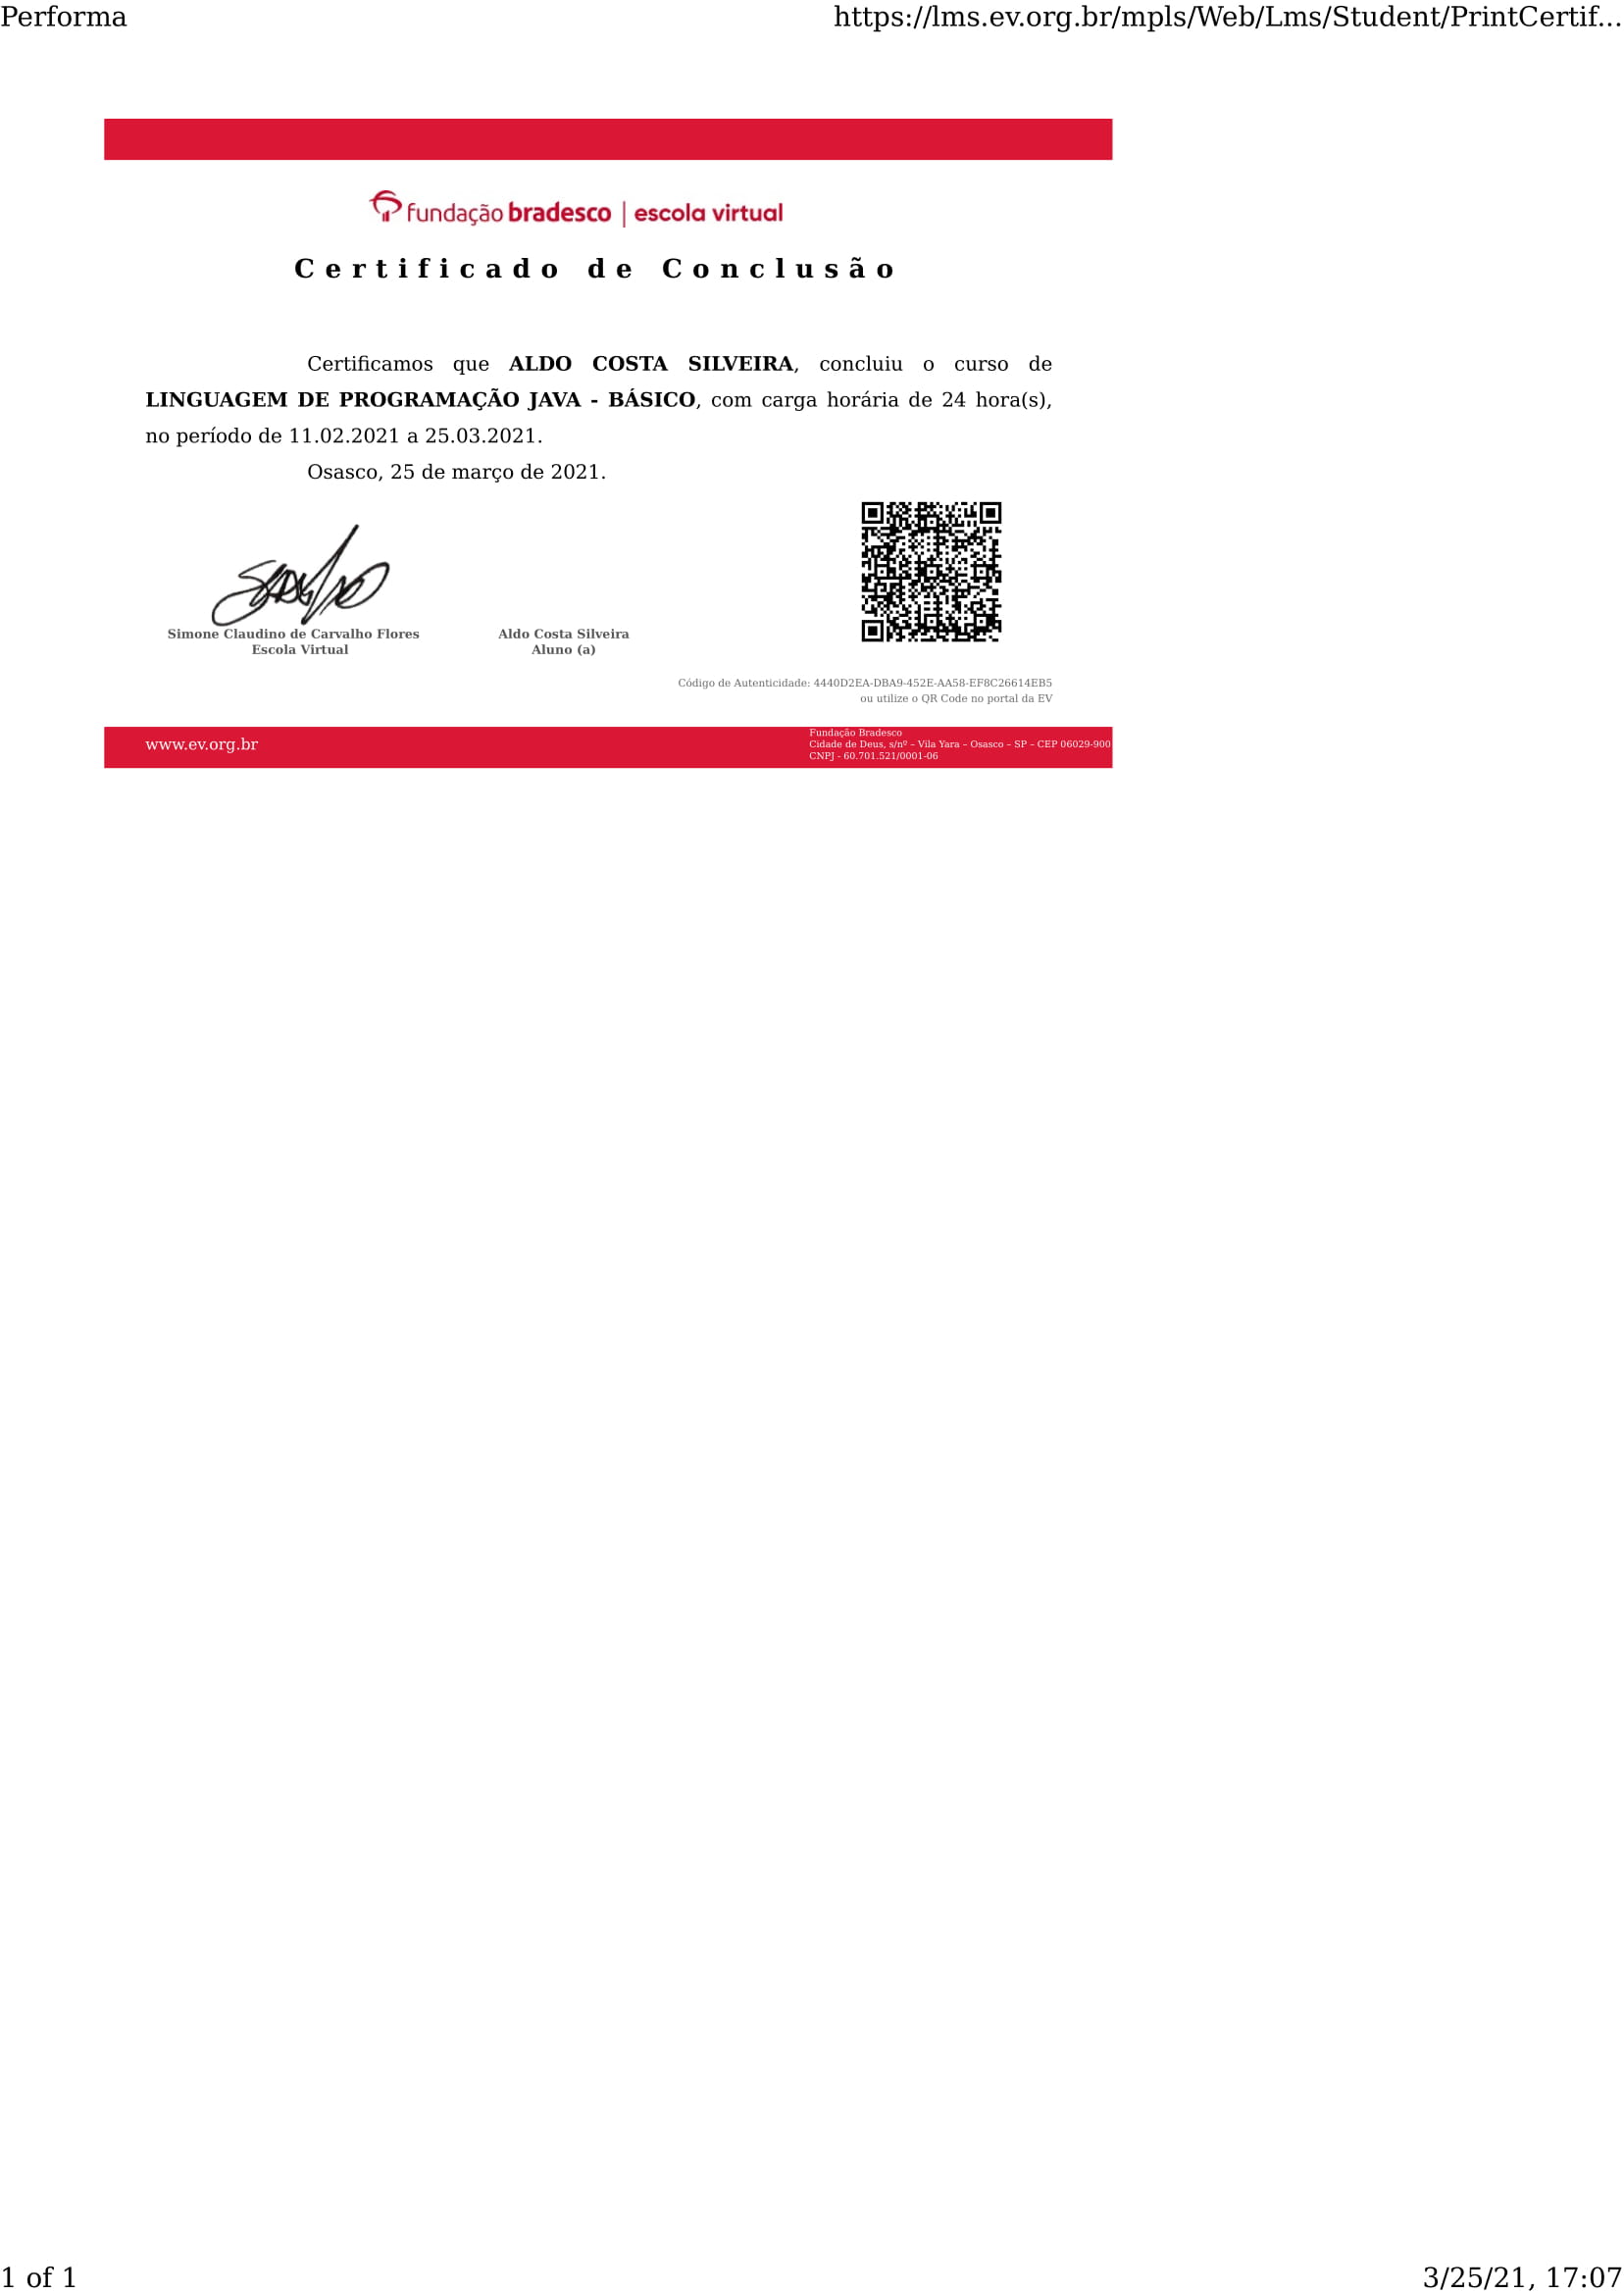 Performa https://lms.ev.org.br/mpls/Web/Lms/Student/PrintCertif...
fundação bradesco | escola virtual
Certificado de Conclusão
Certificamos que ALDO COSTA SILVEIRA, concluiu o curso de
LINGUAGEM DE PROGRAMAÇÃO JAVA - BÁSICO, com carga horária de 24 hora(s),
no período de 11.02.2021 a 25.03.2021.
Osasco, 25 de março de 2021.
Simone Claudino de Carvalho Flores
Escola Virtual
Aldo Costa Silveira
Aluno (a)
Código de Autenticidade: 4440D2EA-DBA9-452E-AA58-EF8C26614EB5
ou utilize o QR Code no portal da EV
www.ev.org.br
Fundação Bradesco
Cidade de Deus, s/nº – Vila Yara – Osasco – SP – CEP 06029-900
CNPJ - 60.701.521/0001-06
1 of 1 3/25/21, 17:07